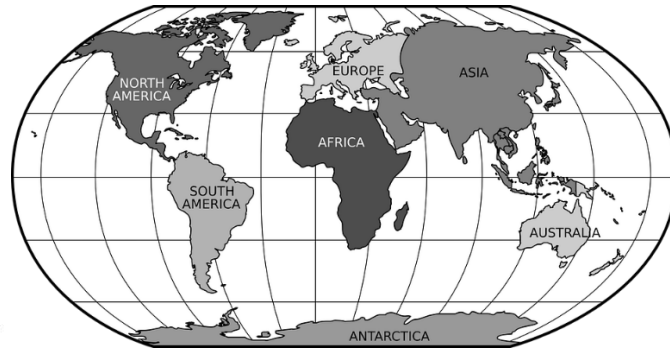 EUROPE
ASIA
NORTH
AMERICA
AFRICA
SOUTH
AMERICA
AUSTRALIA
ANTARCTICA